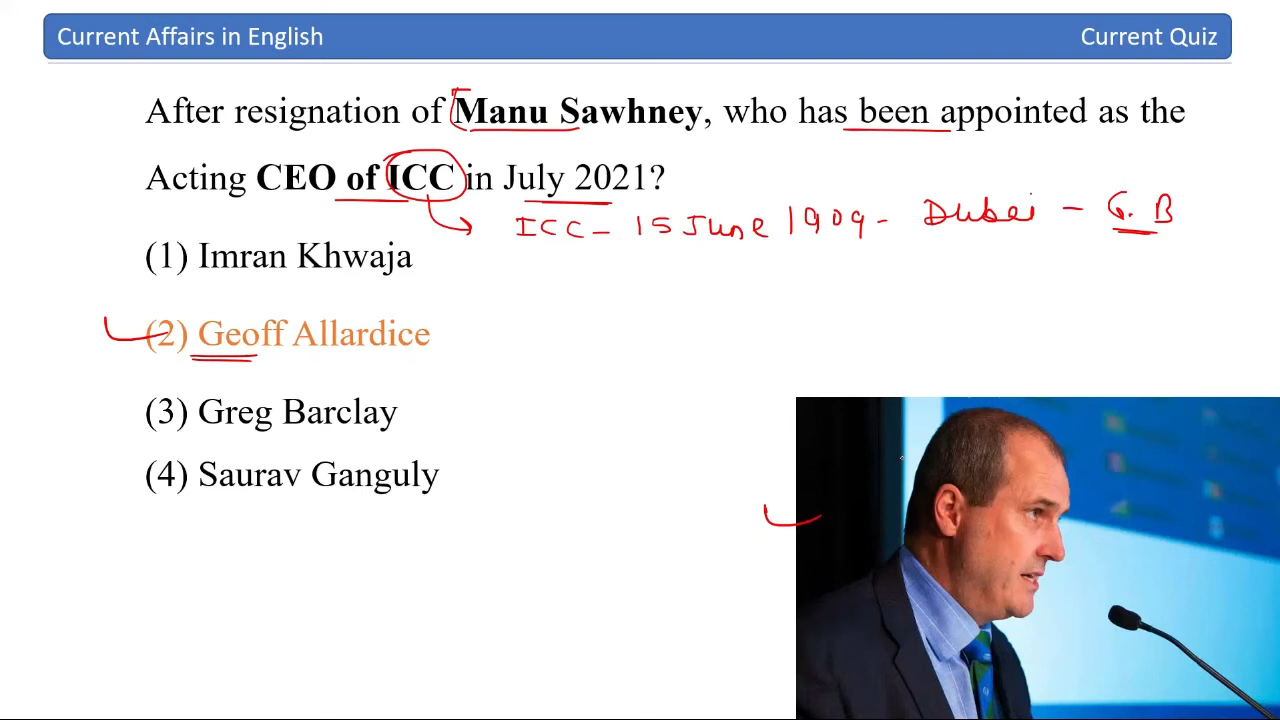 Current Affairs in English
Current Quiz
After resignation of Manu Sawhney, who has been appointed as the
Acting CEO of ICC in July 2021?
ICC - 15 June 1909 - Dubai - G. B
(1) Imran Khwaja
(2) Geoff Allardice
(3) Greg Barclay
(4) Saurav Ganguly